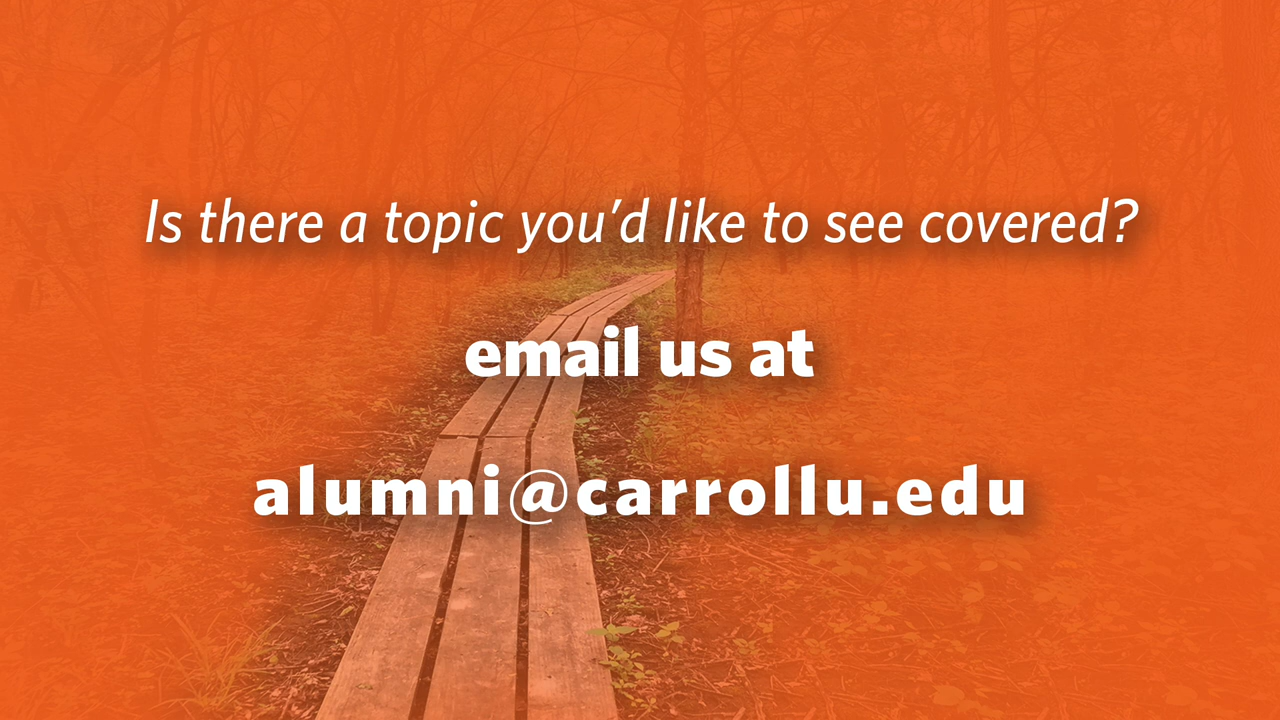 Is there a topic you’d like to see covered?
email us at
alumni@carrollu.edu